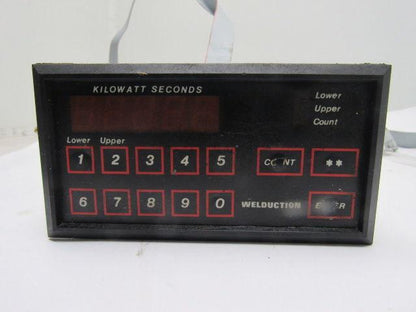 KILOWATT SECONDS
Lower
Upper
Count
Lower Upper
1 2 3 4 5 COUNT **
6 7 8 9 0 WELDUCTION ENTER